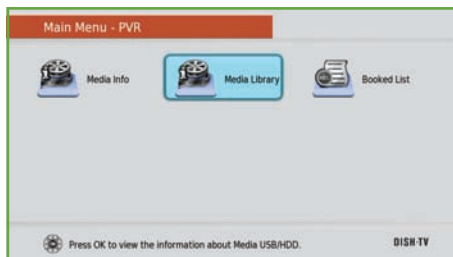 Main Menu - PVR
Media Info
Media Library
Booked List
Press OK to view the information about Media USB/HDD.
DISH-TV